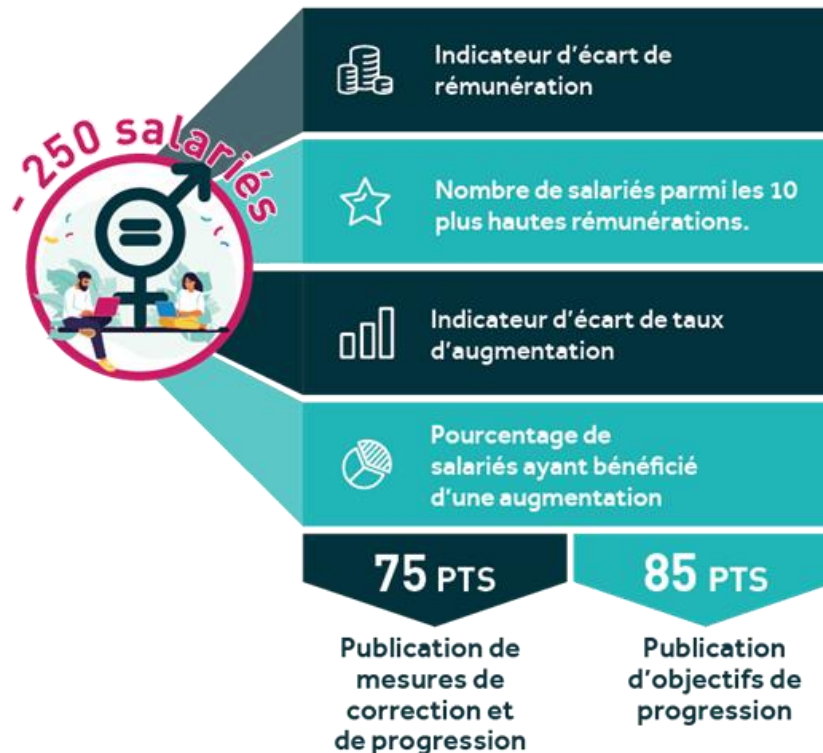 - 250 salariés
Indicateur d'écart de
rémunération
Nombre de salariés parmi les 10
plus hautes rémunérations.
Indicateur d'écart de taux
d'augmentation
Pourcentage de
salariés ayant bénéficié
d'une augmentation
75 PTS
Publication de
mesures de
correction et
de progression
85 PTS
Publication
d'objectifs de
progression